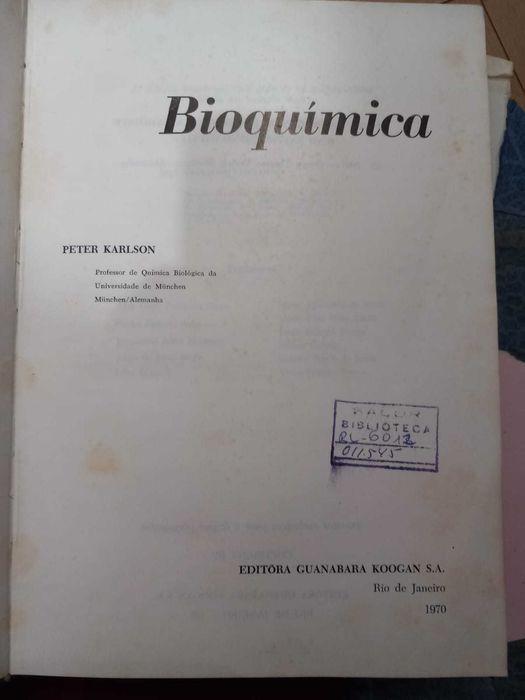 Bioquímica
PETER KARLSON
Professor de Química Biológica da
Universidade de München
München/Alemanha
BIBLIOTECA
011545
EDITÔRA GUANABARA KOOGAN S.A.
Rio de Janeiro
1970